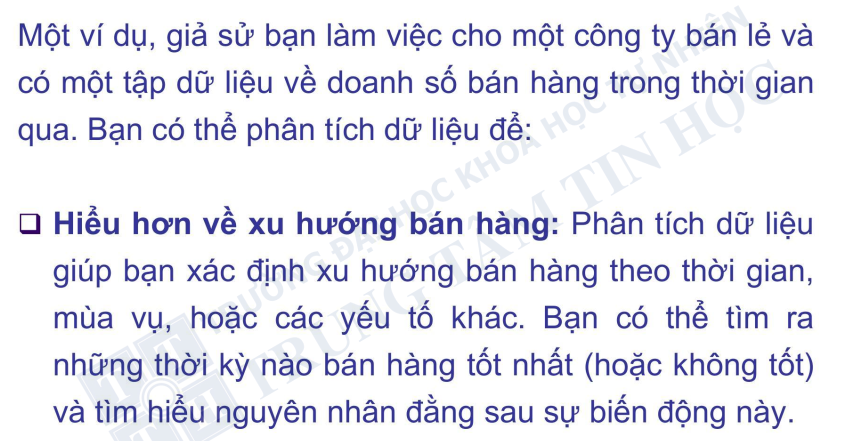 Một ví dụ, giả sử bạn làm việc cho một công ty bán lẻ và
có một tập dữ liệu về doanh số bán hàng trong thời gian
qua. Bạn có thể phân tích dữ liệu để:
❑ Hiểu hơn về xu hướng bán hàng: Phân tích dữ liệu
giúp bạn xác định xu hướng bán hàng theo thời gian,
mùa vụ, hoặc các yếu tố khác. Bạn có thể tìm ra
những thời kỳ nào bán hàng tốt nhất (hoặc không tốt)
và tìm hiểu nguyên nhân đằng sau sự biến động này.
TRƯỜNG ĐẠI HỌC KHOA HỌC TỰ NHIÊN
TRUNG TÂM TIN HỌC